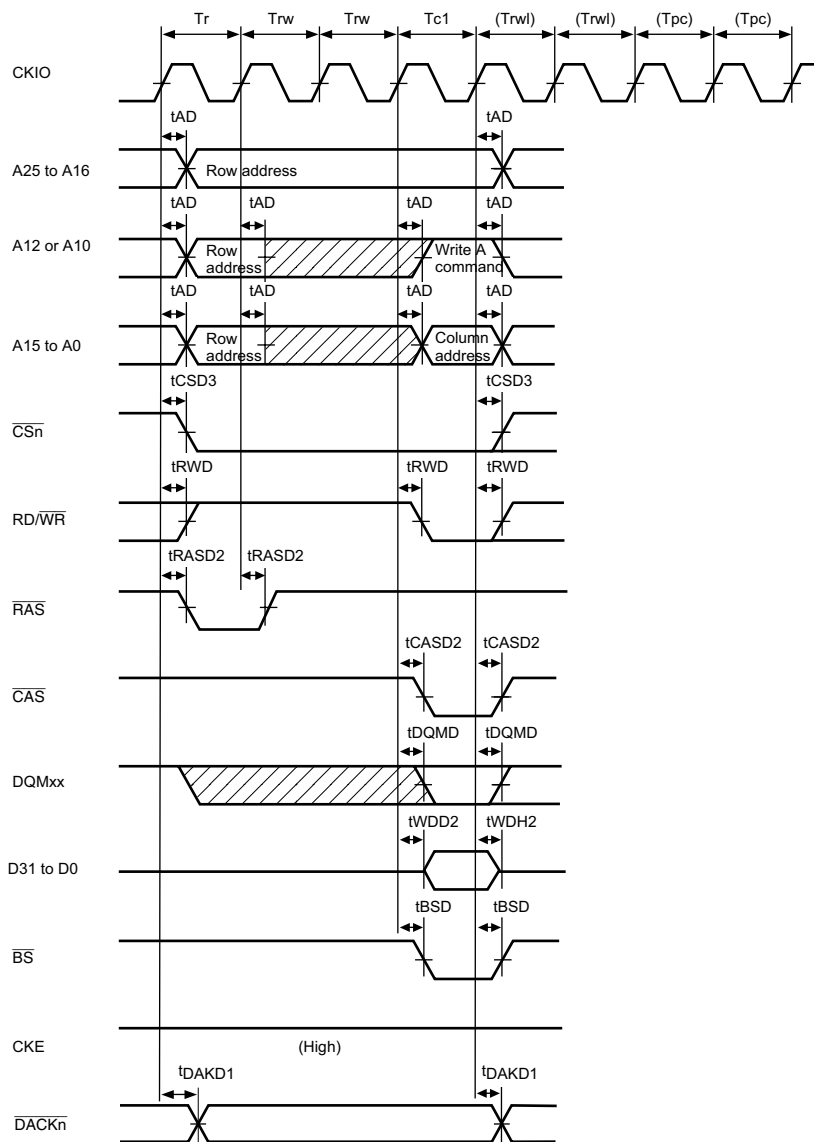 Tr Trw Trw Tc1 (Trwl) (Trwl) (Tpc) (Tpc)
CKIO
tAD tAD
A25 to A16 Row address
tAD tAD tAD tAD
A12 or A10 Row address Write A command
tAD tAD tAD tAD
A15 to A0 Row address Column address
tCSD3 tCSD3
CSn
tRWD tRWD tRWD
RD/WR
tRASD2 tRASD2
RAS
tCASD2 tCASD2
CAS
tDQMD tDQMD
DQMxx
tWDD2 tWDH2
D31 to D0
tBSD tBSD
BS
CKE (High)
tDAKD1 tDAKD1
DACKn